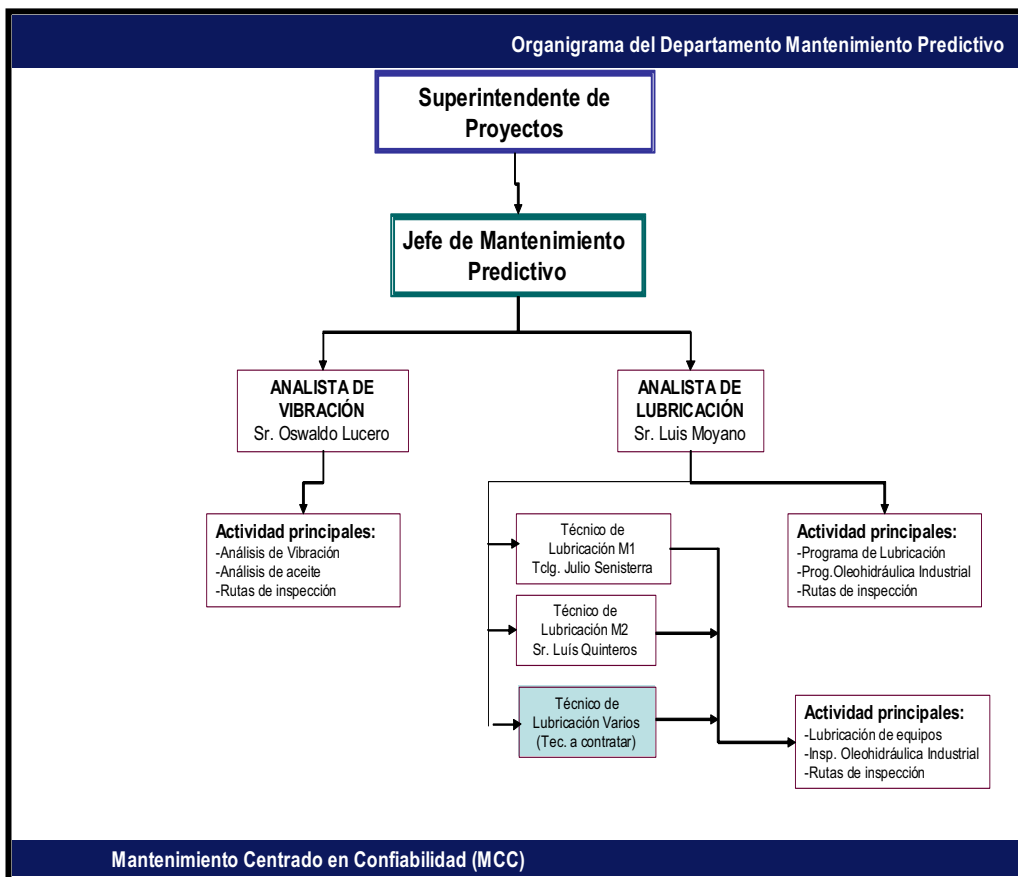 Organigrama del Departamento Mantenimiento Predictivo
Superintendente de
Proyectos
Jefe de Mantenimiento
Predictivo
ANALISTA DE
VIBRACIÓN
Sr. Oswaldo Lucero
ANALISTA DE
LUBRICACIÓN
Sr. Luis Moyano
Actividad principales:
-Análisis de Vibración
-Análisis de aceite
-Rutas de inspección
Técnico de
Lubricación M1
Tclg. Julio Senisterra
Técnico de
Lubricación M2
Sr. Luís Quinteros
Técnico de
Lubricación Varios
(Tec. a contratar)
Actividad principales:
-Programa de Lubricación
-Prog.Oleohidráulica Industrial
-Rutas de inspección
Actividad principales:
-Lubricación de equipos
-Insp. Oleohidráulica Industrial
-Rutas de inspección
Mantenimiento Centrado en Confiabilidad (MCC)